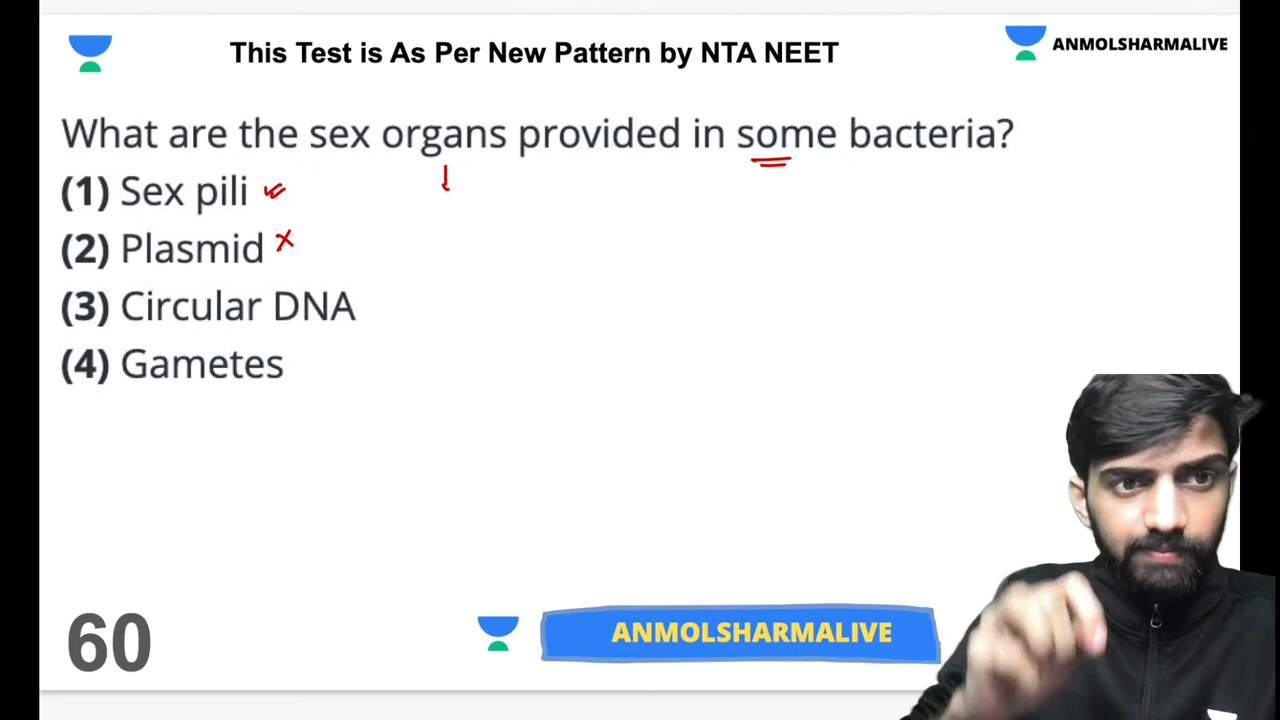 This Test is As Per New Pattern by NTA NEET
ANMOLSHARMALIVE
What are the sex organs provided in some bacteria?
(1) Sex pili
(2) Plasmid
(3) Circular DNA
(4) Gametes
60
ANMOLSHARMALIVE